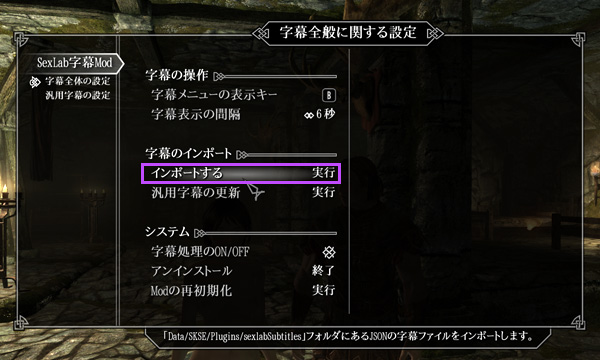 字幕全般に関する設定
SexLab字幕Mod
字幕全体の設定
汎用字幕の設定
字幕の操作
字幕メニューの表示キー B
字幕表示の間隔 6 秒
字幕のインポート
インポートする 実行
汎用字幕の更新 実行
システム
字幕処理のON/OFF
アンインストール 終了
Modの再初期化 実行
「Data/SKSE/Plugins/sexlabSubtitles」フォルダにあるJSONの字幕ファイルをインポートします。